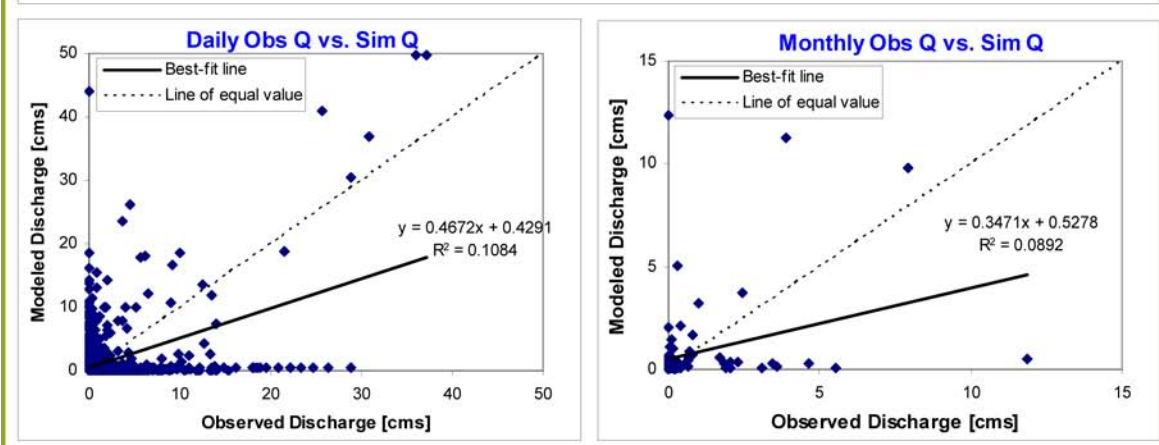 Daily Obs Q vs. Sim Q
50
40
30
20
10
0
Modeled Discharge [cms]
Best-fit line
Line of equal value
y = 0.4672x + 0.4291
R² = 0.1084
0 10 20 30 40 50
Observed Discharge [cms]
Monthly Obs Q vs. Sim Q
15
10
5
0
Modeled Discharge [cms]
Best-fit line
Line of equal value
y = 0.3471x + 0.5278
R² = 0.0892
0 5 10 15
Observed Discharge [cms]